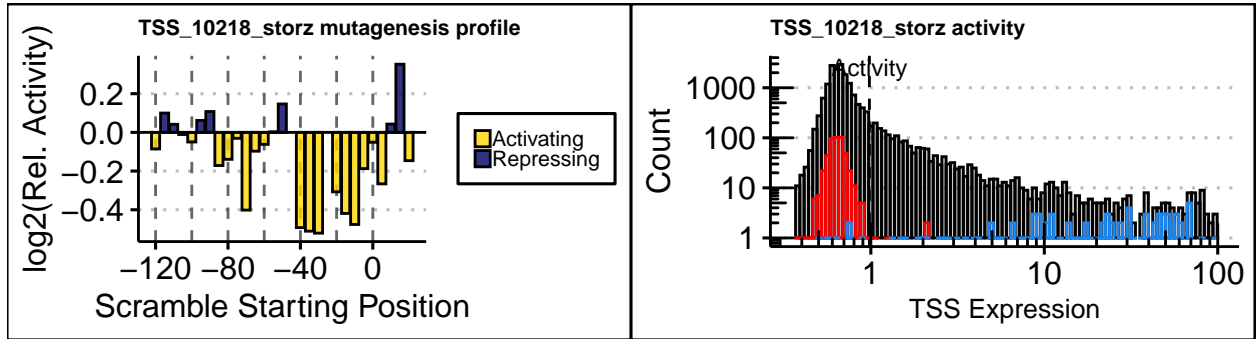 TSS_10218_storz mutagenesis profile
log2(Rel. Activity)
0.2
0.0
−0.2
−0.4
−120
−80
−40
0
Scramble Starting Position
Activating
Repressing
TSS_10218_storz activity
Activity
Count
1000
100
10
1
1
10
100
TSS Expression